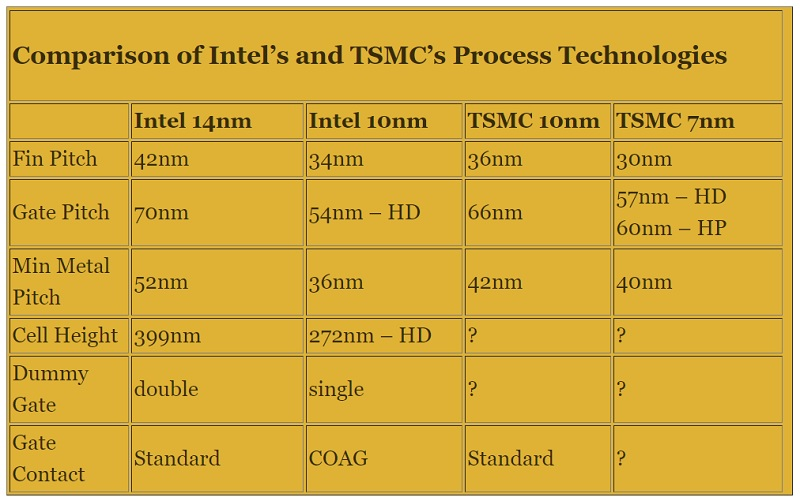 Comparison of Intel’s and TSMC’s Process Technologies
Intel 14nm Intel 10nm TSMC 10nm TSMC 7nm
Fin Pitch 42nm 34nm 36nm 30nm
Gate Pitch 70nm 54nm – HD 66nm 57nm – HD
60nm – HP
Min Metal
Pitch 52nm 36nm 42nm 40nm
Cell Height 399nm 272nm – HD ? ?
Dummy
Gate double single ? ?
Gate
Contact Standard COAG Standard ?